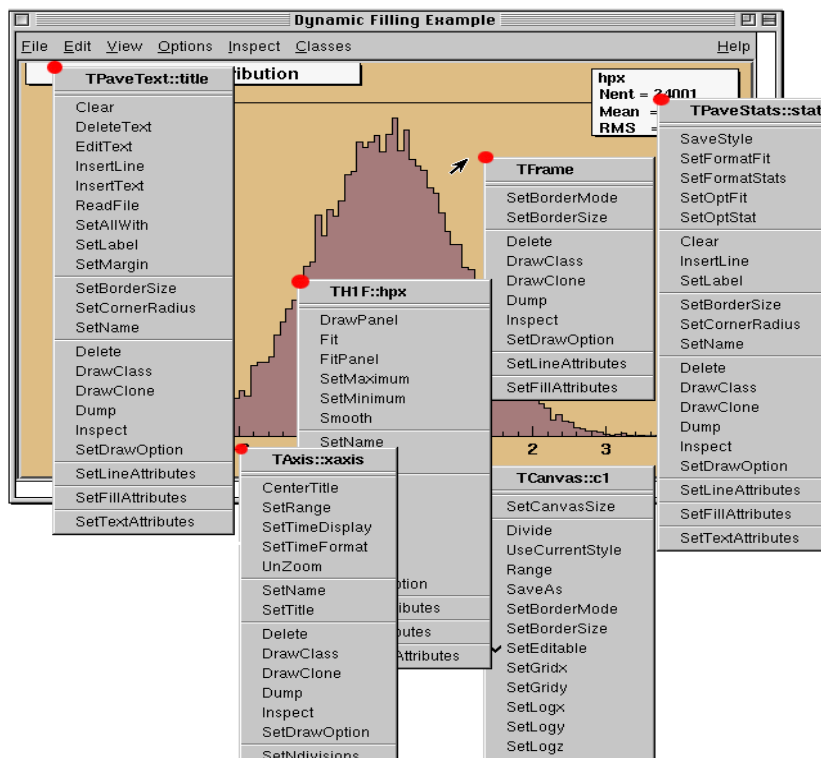 Dynamic Filling Example
File Edit View Options Inspect Classes Help
ibution
hpx
Nent = 24001
Mean =
RMS =
TPaveText::title
Clear
DeleteText
EditText
InsertLine
InsertText
ReadFile
SetAllWith
SetLabel
SetMargin
SetBorderSize
SetCornerRadius
SetName
Delete
DrawClass
DrawClone
Dump
Inspect
SetDrawOption
SetLineAttributes
SetFillAttributes
SetTextAttributes
TH1F::hpx
DrawPanel
Fit
FitPanel
SetMaximum
SetMinimum
Smooth
SetName
ption
ributes
butes
Attributes
TAxis::xaxis
CenterTitle
SetRange
SetTimeDisplay
SetTimeFormat
UnZoom
SetName
SetTitle
Delete
DrawClass
DrawClone
Dump
Inspect
SetDrawOption
SetNdivisions
TFrame
SetBorderMode
SetBorderSize
Delete
DrawClass
DrawClone
Dump
Inspect
SetDrawOption
SetLineAttributes
SetFillAttributes
2 3
TCanvas::c1
SetCanvasSize
Divide
UseCurrentStyle
Range
SaveAs
SetBorderMode
SetBorderSize
SetEditable
SetGridx
SetGridy
SetLogx
SetLogy
SetLogz
TPaveStats::stat
SaveStyle
SetFormatFit
SetFormatStats
SetOptFit
SetOptStat
Clear
InsertLine
SetLabel
SetBorderSize
SetCornerRadius
SetName
Delete
DrawClass
DrawClone
Dump
Inspect
SetDrawOption
SetLineAttributes
SetFillAttributes
SetTextAttributes